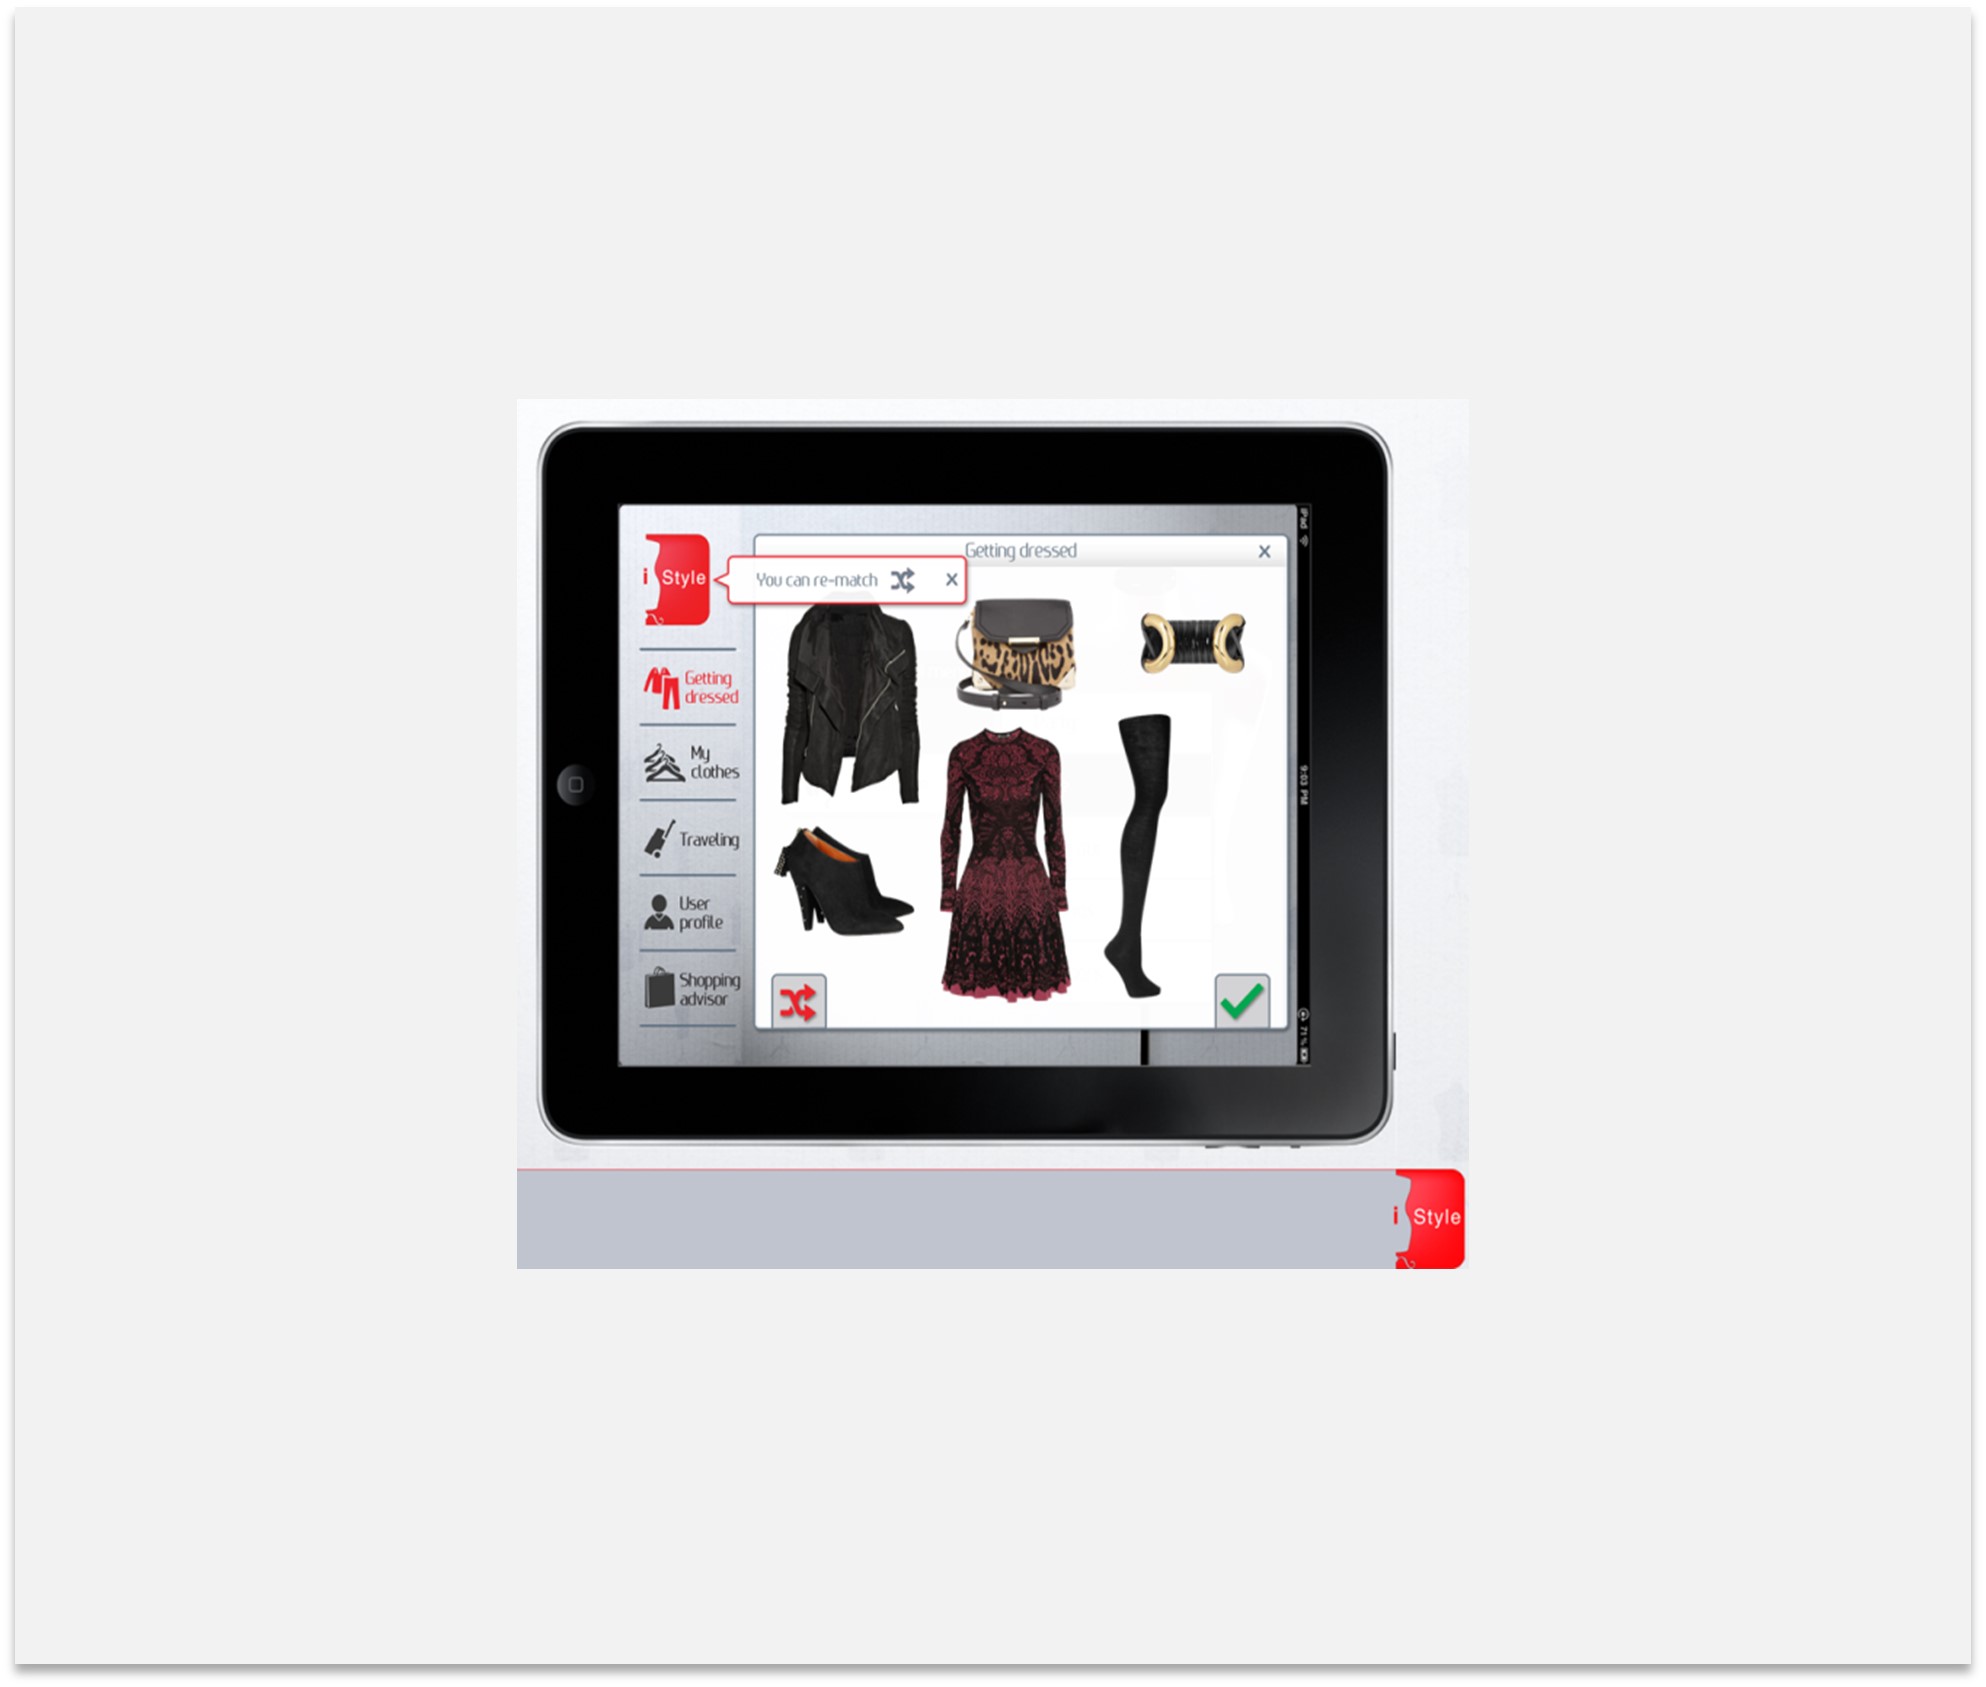 Getting dressed X
You can re-match X
i Style
Getting
dressed
My
clothes
Traveling
User
profile
Shopping
advisor
iPad
9:03 PM
71 %
i Style